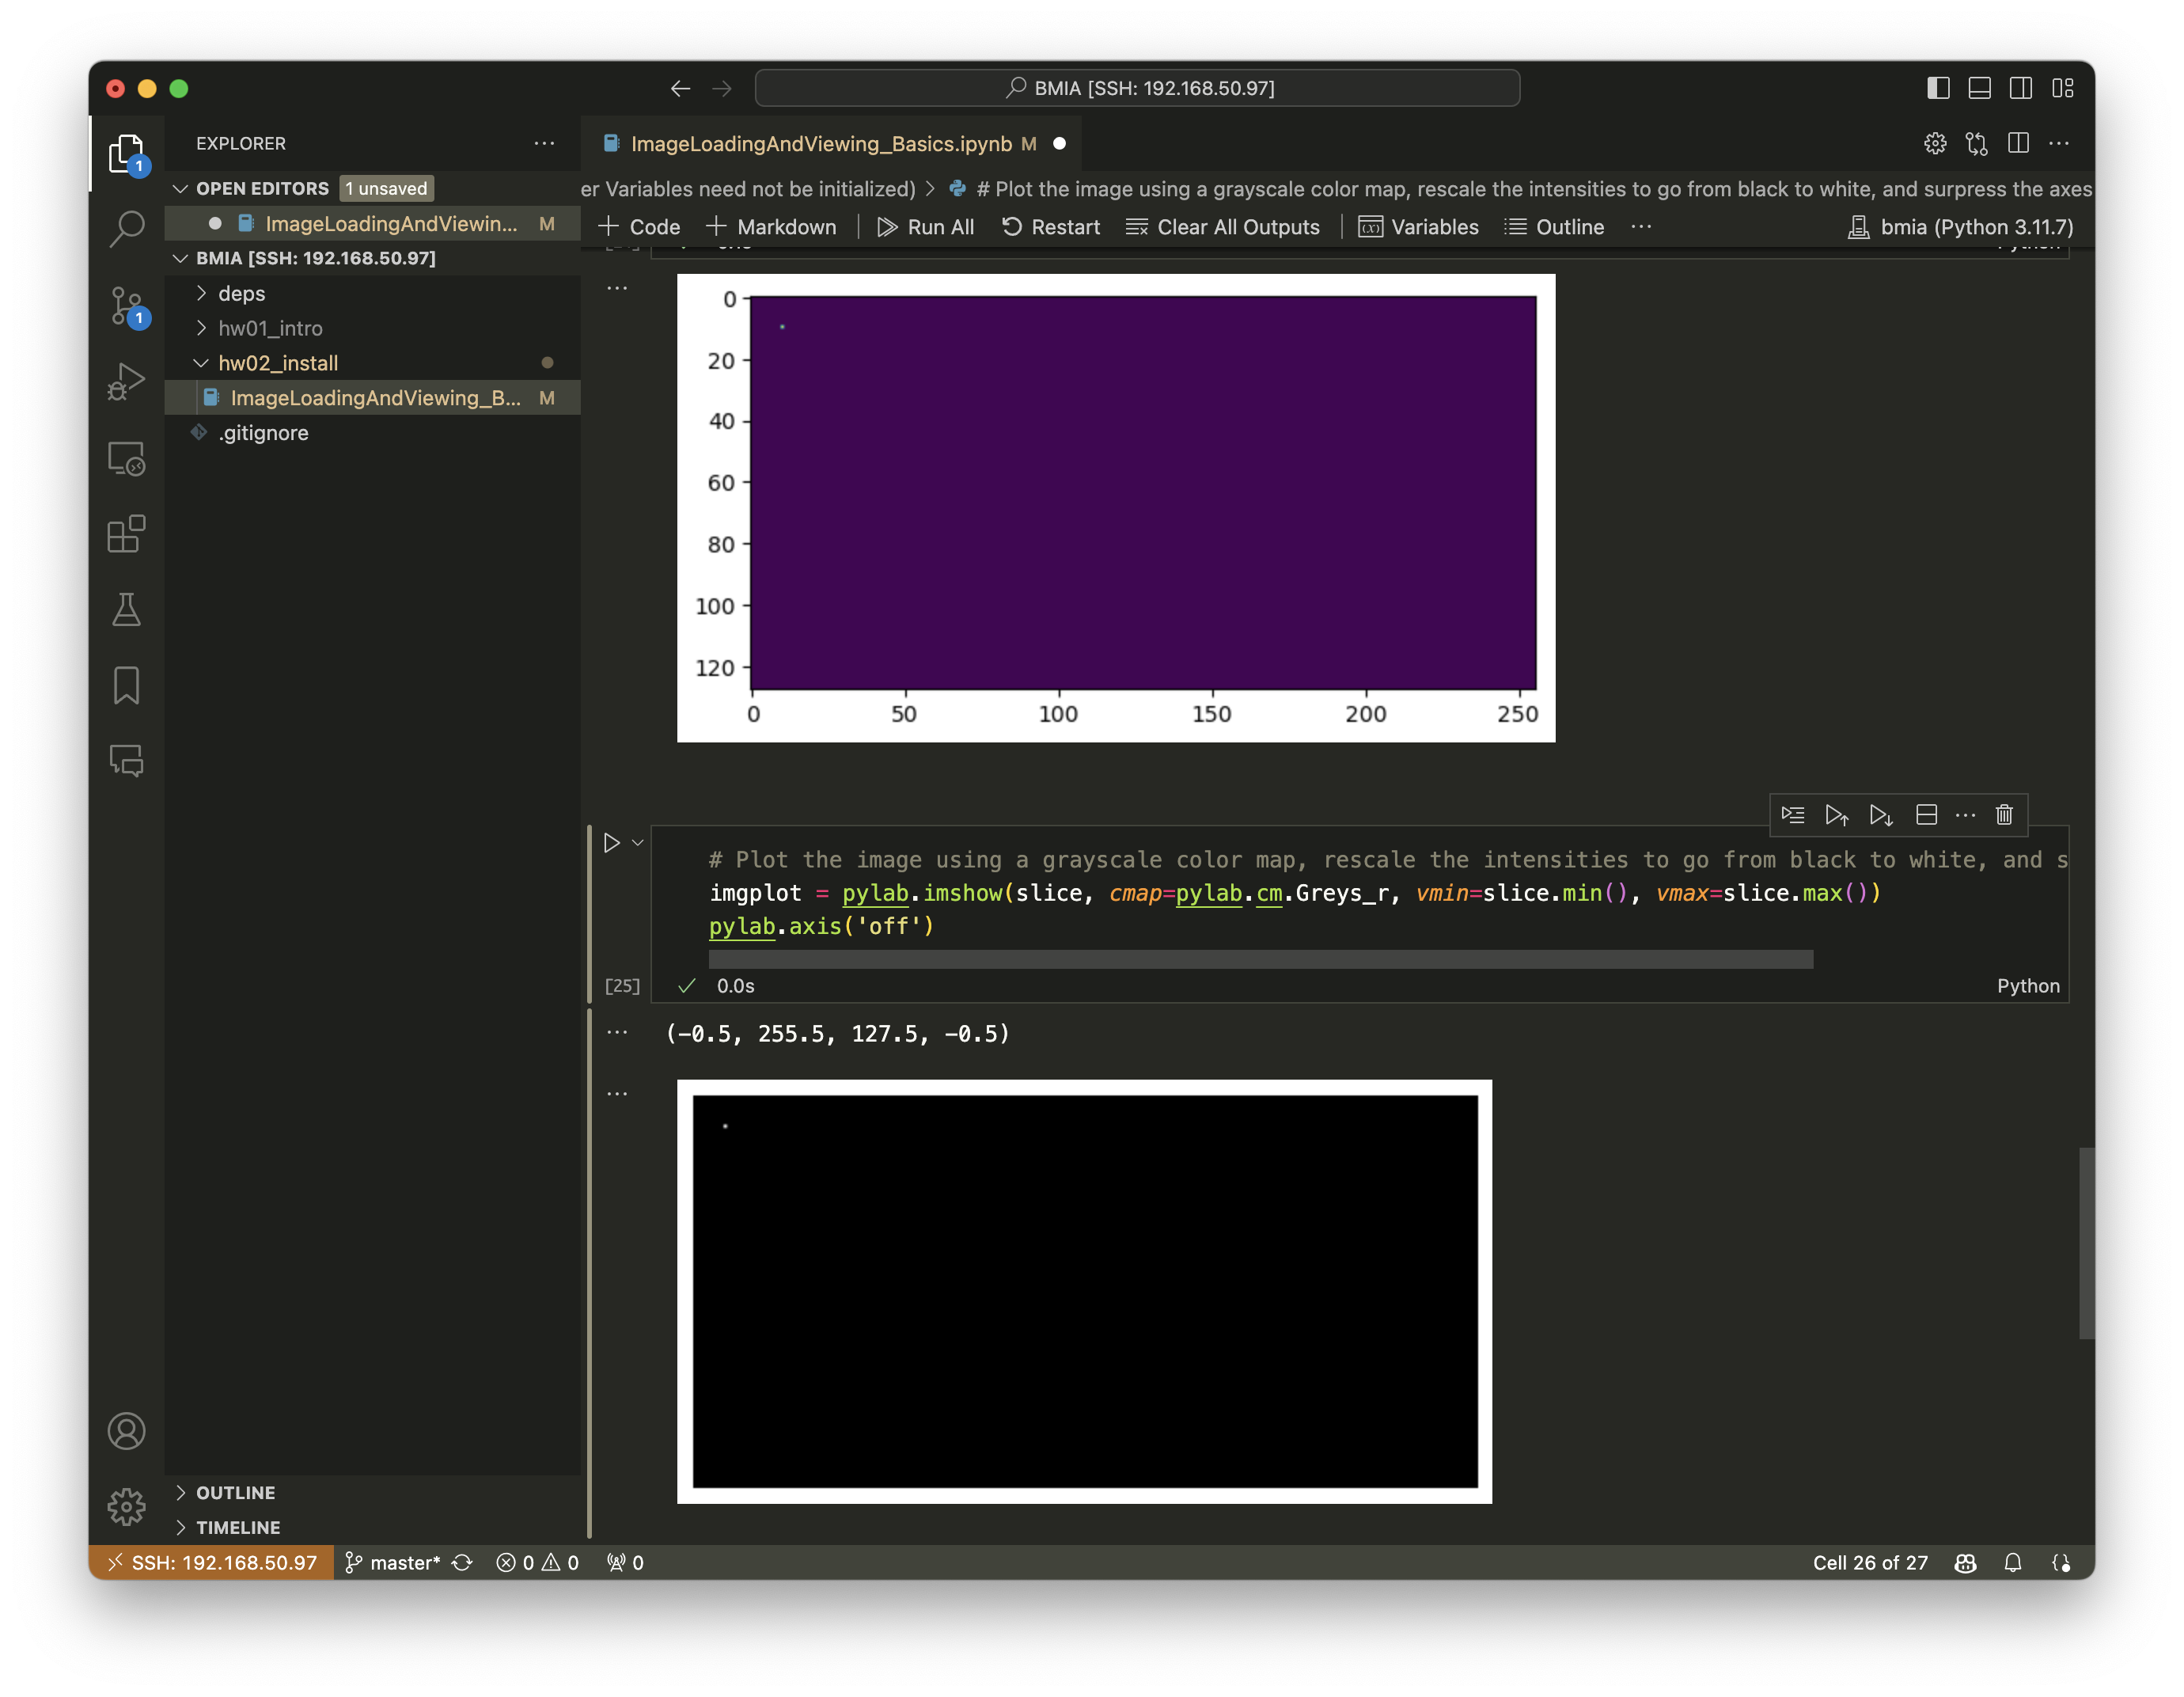 BMIA [SSH: 192.168.50.97]
EXPLORER
ImageLoadingAndViewing_Basics.ipynb M
OPEN EDITORS 1 unsaved
er Variables need not be initialized) > # Plot the image using a grayscale color map, rescale the intensities to go from black to white, and surpress the axes
ImageLoadingAndViewin... M
Code Markdown Run All Restart Clear All Outputs Variables Outline ... bmia (Python 3.11.7)
BMIA [SSH: 192.168.50.97]
deps
hw01_intro
hw02_install
ImageLoadingAndViewing_B... M
.gitignore
1
1
0
20
40
60
80
100
120
0 50 100 150 200 250
# Plot the image using a grayscale color map, rescale the intensities to go from black to white, and s
imgplot = pylab.imshow(slice, cmap=pylab.cm.Greys_r, vmin=slice.min(), vmax=slice.max())
pylab.axis('off')
[25] 0.0s Python
(-0.5, 255.5, 127.5, -0.5)
OUTLINE
TIMELINE
SSH: 192.168.50.97 master* 0 0 0 Cell 26 of 27